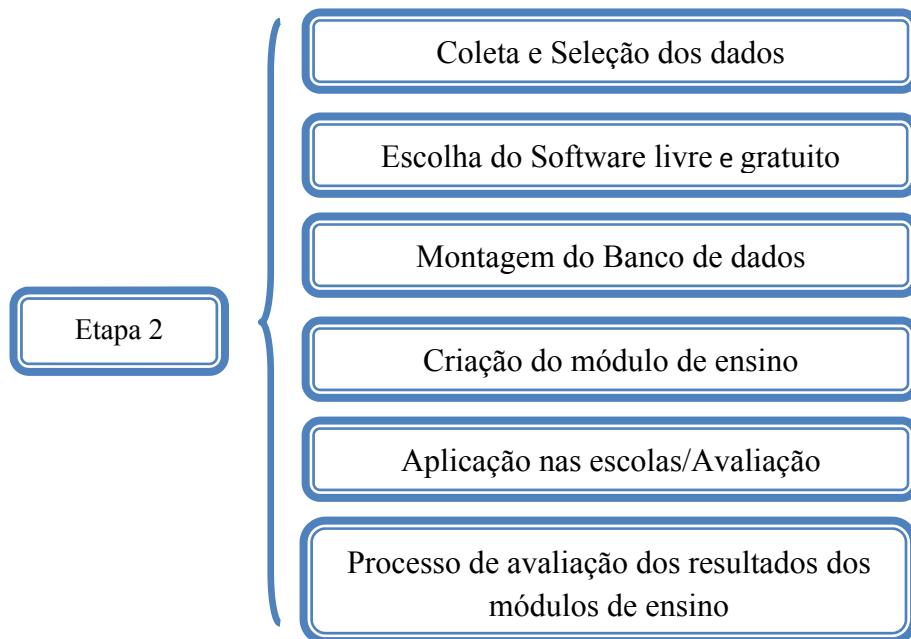 Etapa 2
Coleta e Seleção dos dados
Escolha do Software livre e gratuito
Montagem do Banco de dados
Criação do módulo de ensino
Aplicação nas escolas/Avaliação
Processo de avaliação dos resultados dos
módulos de ensino